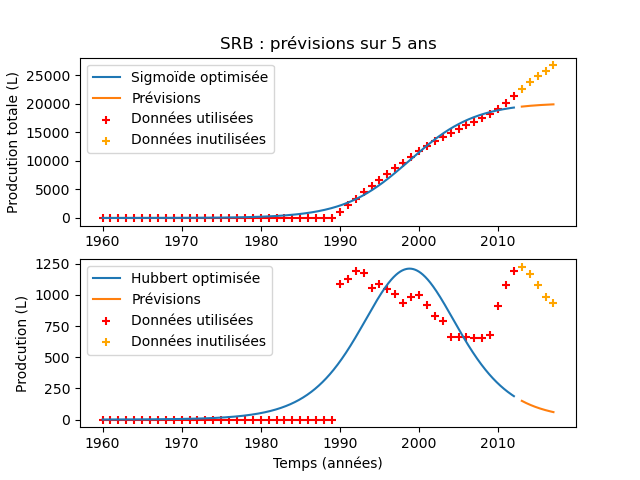 SRB : prévisions sur 5 ans
Prodcution totale (L)
25000
20000
15000
10000
5000
0
Sigmoïde optimisée
Prévisions
Données utilisées
Données inutilisées
1960 1970 1980 1990 2000 2010
Prodcution (L)
1250
1000
750
500
250
0
Hubbert optimisée
Prévisions
Données utilisées
Données inutilisées
1960 1970 1980 1990 2000 2010
Temps (années)